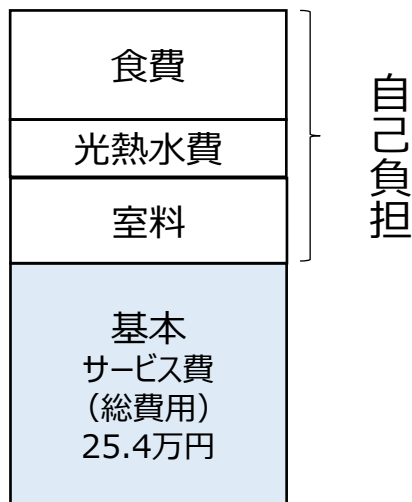 食費
光熱水費
室料
基本
サービス費
（総費用）
25.4万円
自己負担